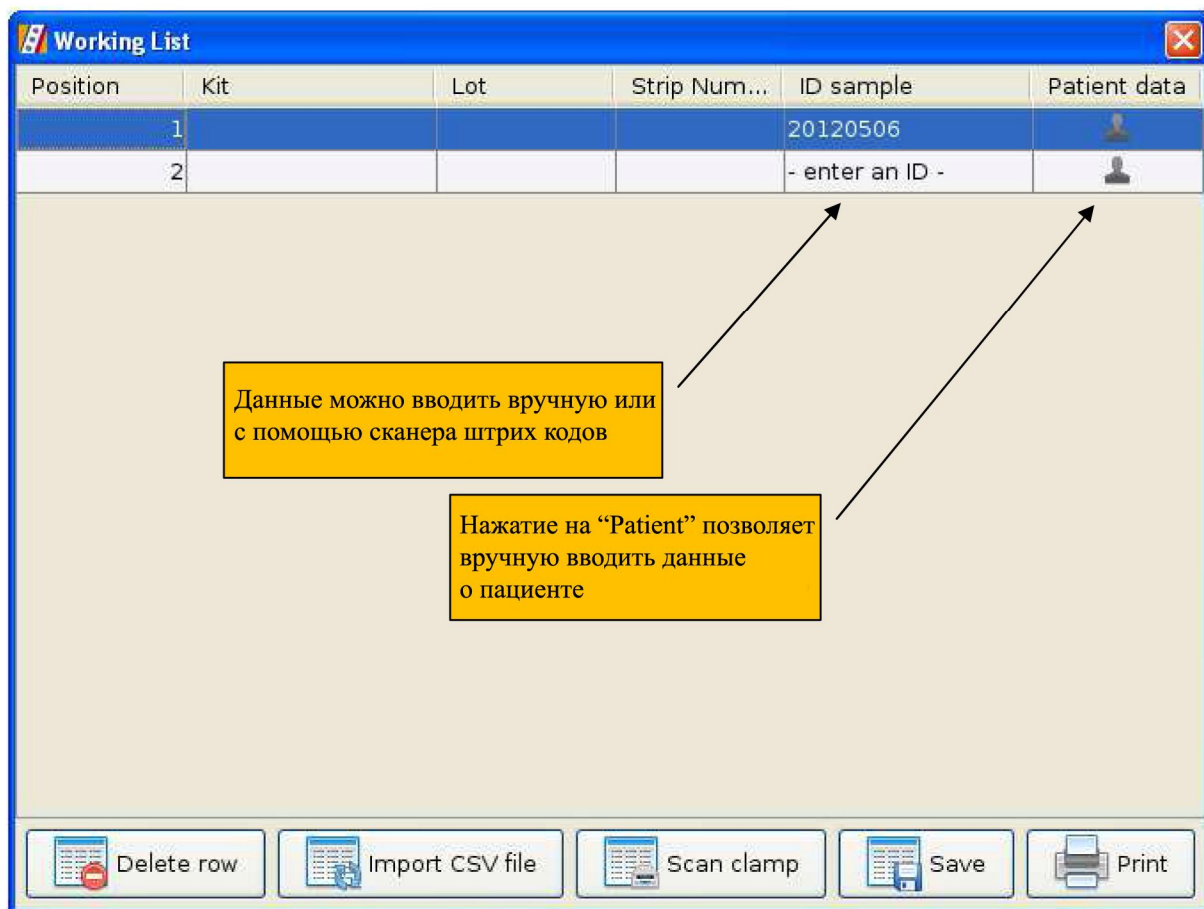 Working List
Position Kit Lot Strip Num... ID sample Patient data
1 20120506
2 - enter an ID -
Данные можно вводить вручную или
с помощью сканера штрих кодов
Нажатие на “Patient” позволяет
вручную вводить данные
о пациенте
Delete row Import CSV file Scan clamp Save Print